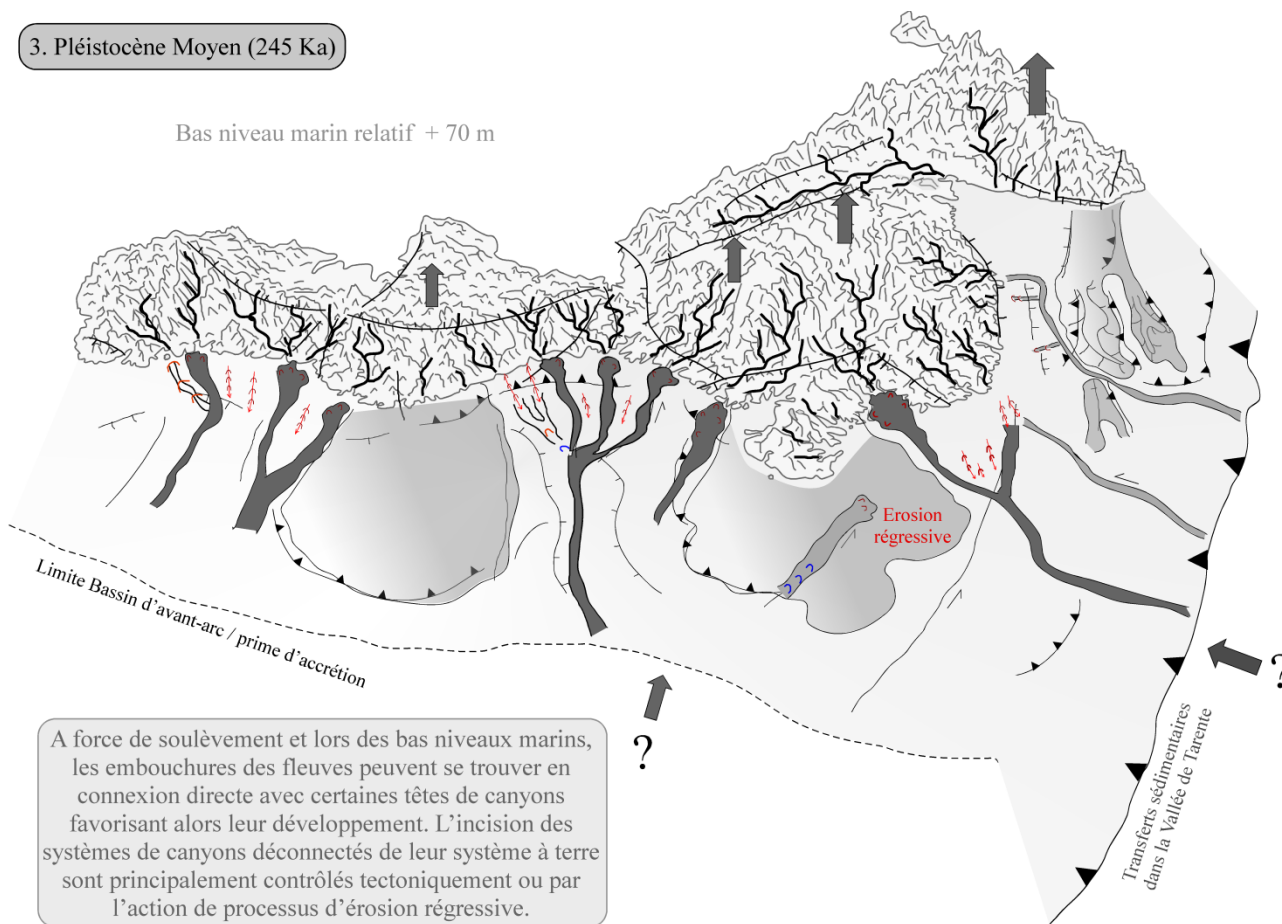 3. Pléistocène Moyen (245 Ka)
Bas niveau marin relatif + 70 m
Erosion
régressive
Limite Bassin d'avant-arc / prime d'accrétion
?
?
Transferts sédimentaires
dans la Vallée de Tarente
A force de soulèvement et lors des bas niveaux marins,
les embouchures des fleuves peuvent se trouver en
connexion directe avec certaines têtes de canyons
favorisant alors leur développement. L'incision des
systèmes de canyons déconnectés de leur système à terre
sont principalement contrôlés tectoniquement ou par
l'action de processus d'érosion régressive.